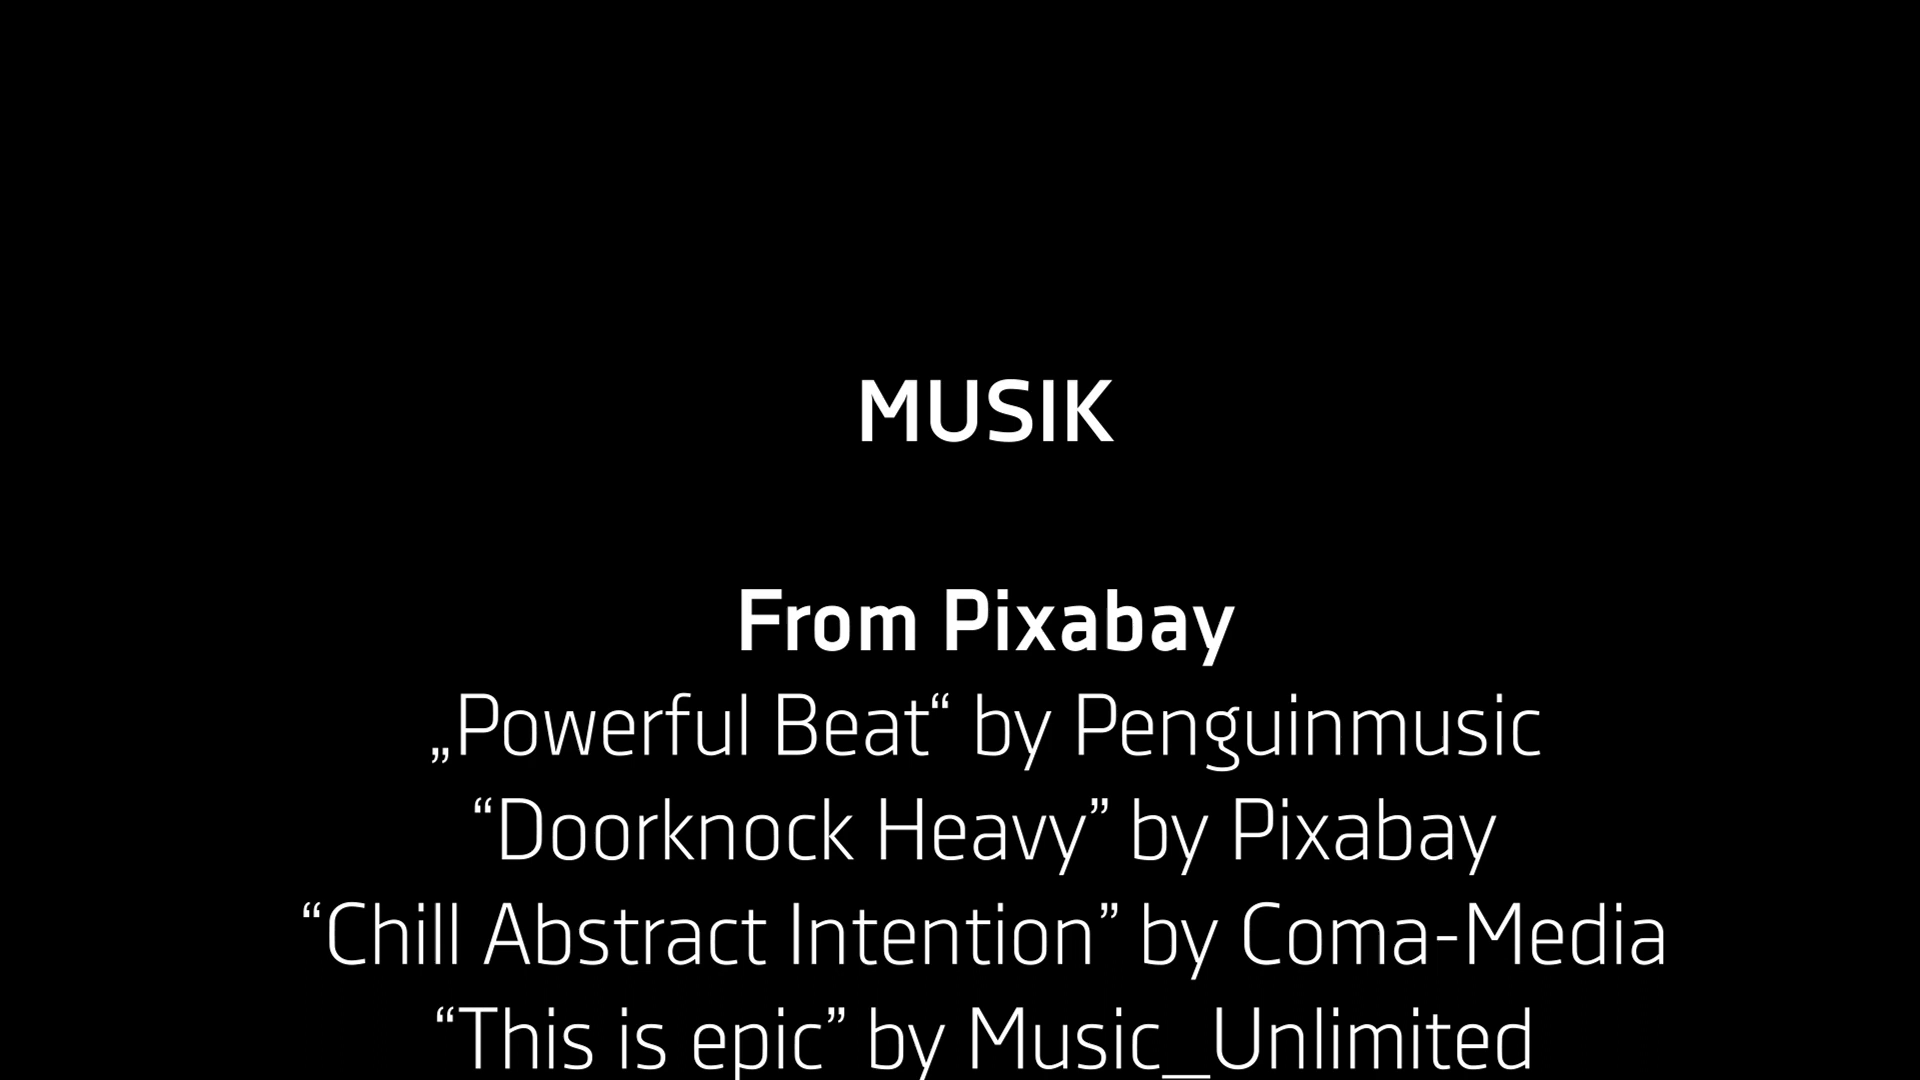 MUSIK
From Pixabay
„Powerful Beat“ by Penguinmusic
“Doorknock Heavy” by Pixabay
“Chill Abstract Intention” by Coma-Media
“This is epic” by Music_Unlimited